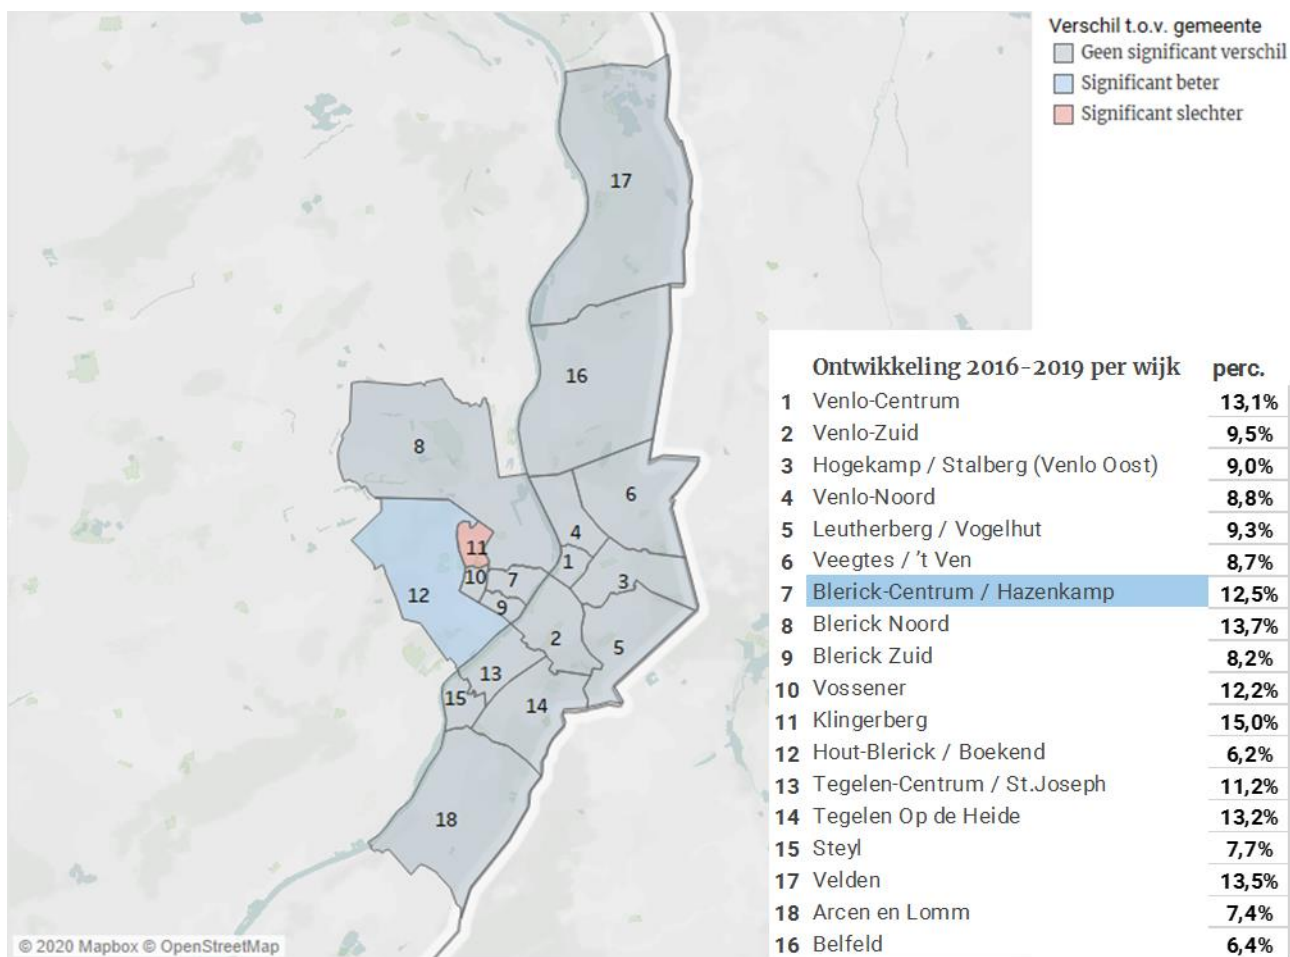 Verschil t.o.v. gemeente
Geen significant verschil
Significant beter
Significant slechter
17
16
8
6
4
11
1
10
7
3
12
9
2
5
13
15
14
18
Ontwikkeling 2016-2019 per wijk perc.
1 Venlo-Centrum 13,1%
2 Venlo-Zuid 9,5%
3 Hogekamp / Stalberg (Venlo Oost) 9,0%
4 Venlo-Noord 8,8%
5 Leutherberg / Vogelhut 9,3%
6 Veegtes / 't Ven 8,7%
7 Blerick-Centrum / Hazenkamp 12,5%
8 Blerick Noord 13,7%
9 Blerick Zuid 8,2%
10 Vossener 12,2%
11 Klingerberg 15,0%
12 Hout-Blerick / Boekend 6,2%
13 Tegelen-Centrum / St.Joseph 11,2%
14 Tegelen Op de Heide 13,2%
15 Steyl 7,7%
17 Velden 13,5%
18 Arcen en Lomm 7,4%
16 Belfeld 6,4%
© 2020 Mapbox © OpenStreetMap